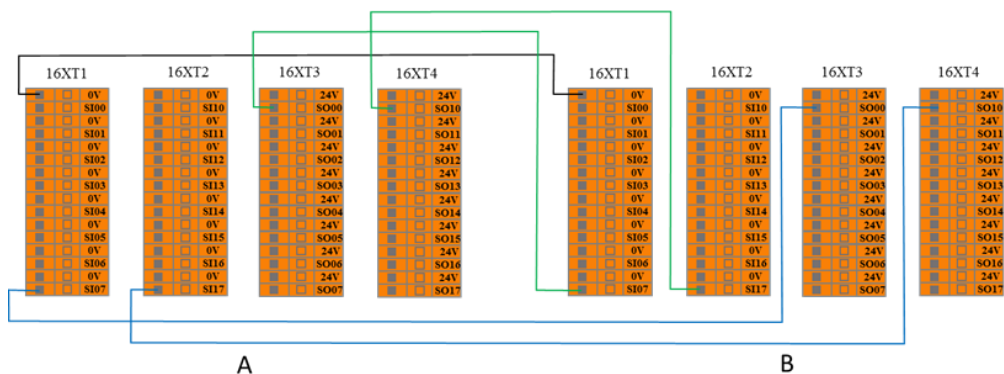 16XT1
0V
SI00
0V
SI01
0V
SI02
0V
SI03
0V
SI04
0V
SI05
0V
SI06
0V
SI07
16XT2
0V
SI10
0V
SI11
0V
SI12
0V
SI13
0V
SI14
0V
SI15
0V
SI16
0V
SI17
16XT3
24V
SO00
24V
SO01
24V
SO02
24V
SO03
24V
SO04
24V
SO05
24V
SO06
24V
SO07
16XT4
24V
SO10
24V
SO11
24V
SO12
24V
SO13
24V
SO14
24V
SO15
24V
SO16
24V
SO17
A
16XT1
0V
SI00
0V
SI01
0V
SI02
0V
SI03
0V
SI04
0V
SI05
0V
SI06
0V
SI07
16XT2
0V
SI10
0V
SI11
0V
SI12
0V
SI13
0V
SI14
0V
SI15
0V
SI16
0V
SI17
16XT3
24V
SO00
24V
SO01
24V
SO02
24V
SO03
24V
SO04
24V
SO05
24V
SO06
24V
SO07
16XT4
24V
SO10
24V
SO11
24V
SO12
24V
SO13
24V
SO14
24V
SO15
24V
SO16
24V
SO17
B